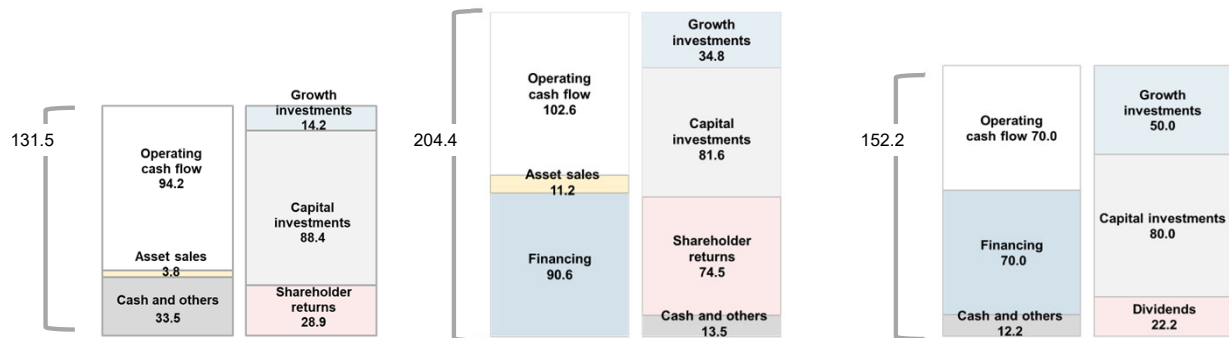 131.5
Operating
cash flow
94.2
Asset sales
3.8
Cash and others
33.5
Growth
investments
14.2
Capital
investments
88.4
Shareholder
returns
28.9
204.4
Operating
cash flow
102.6
Asset sales
11.2
Financing
90.6
Growth
investments
34.8
Capital
investments
81.6
Shareholder
returns
74.5
Cash and others
13.5
152.2
Operating
cash flow 70.0
Financing
70.0
Cash and others
12.2
Growth
investments
50.0
Capital investments
80.0
Dividends
22.2